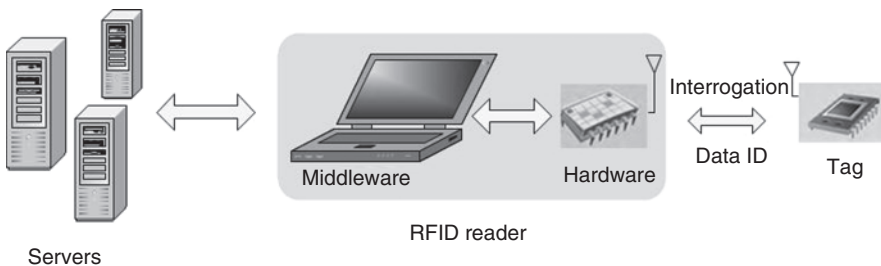 Interrogation
Middleware
Hardware
Data ID
Tag
RFID reader
Servers